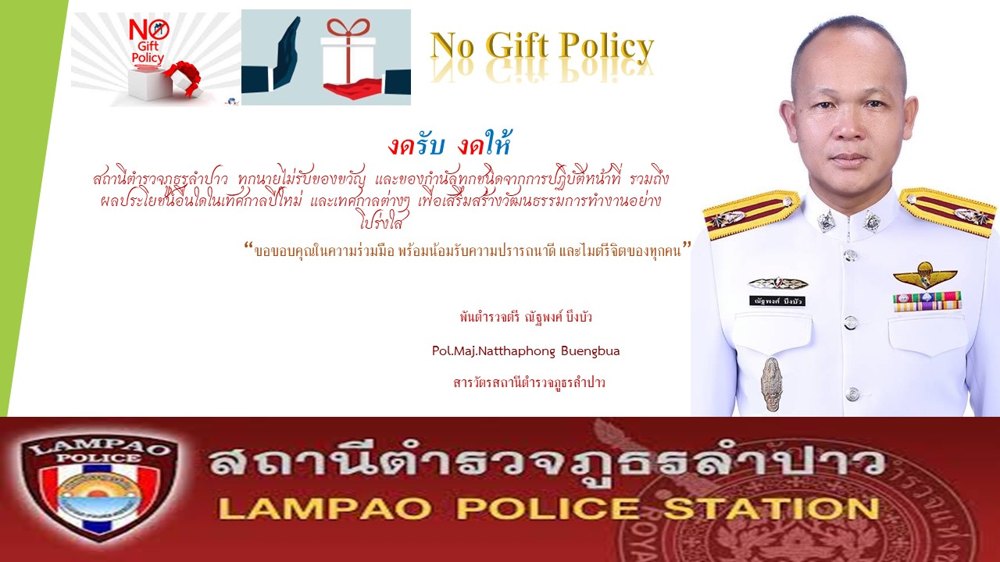 NO
Gift
Policy
No Gift Policy
งดรับ งดให้
สถานีตำรวจภูธรลำปาว ทุกนายไม่รับของขวัญ และของกำนัลทุกชนิดจากการปฏิบัติหน้าที่ รวมถึง
ผลประโยชน์อื่นใดในเทศกาลปีใหม่ และเทศกาลต่างๆ เพื่อเสริมสร้างวัฒนธรรมการทำงานอย่าง
โปร่งใส
“ขอขอบคุณในความร่วมมือ พร้อมน้อมรับความปรารถนาดี และไมตรีจิตของทุกคน”
ณัฐพงศ์ บึงบัว
พันตำรวจตรี ณัฐพงศ์ บึงบัว
Pol.Maj.Natthaphong Buengbua
สารวัตรสถานีตำรวจภูธรลำปาว
LAMPAO
POLICE
สถานีตำรวจภูธรลำปาว
LAMPAO POLICE STATION